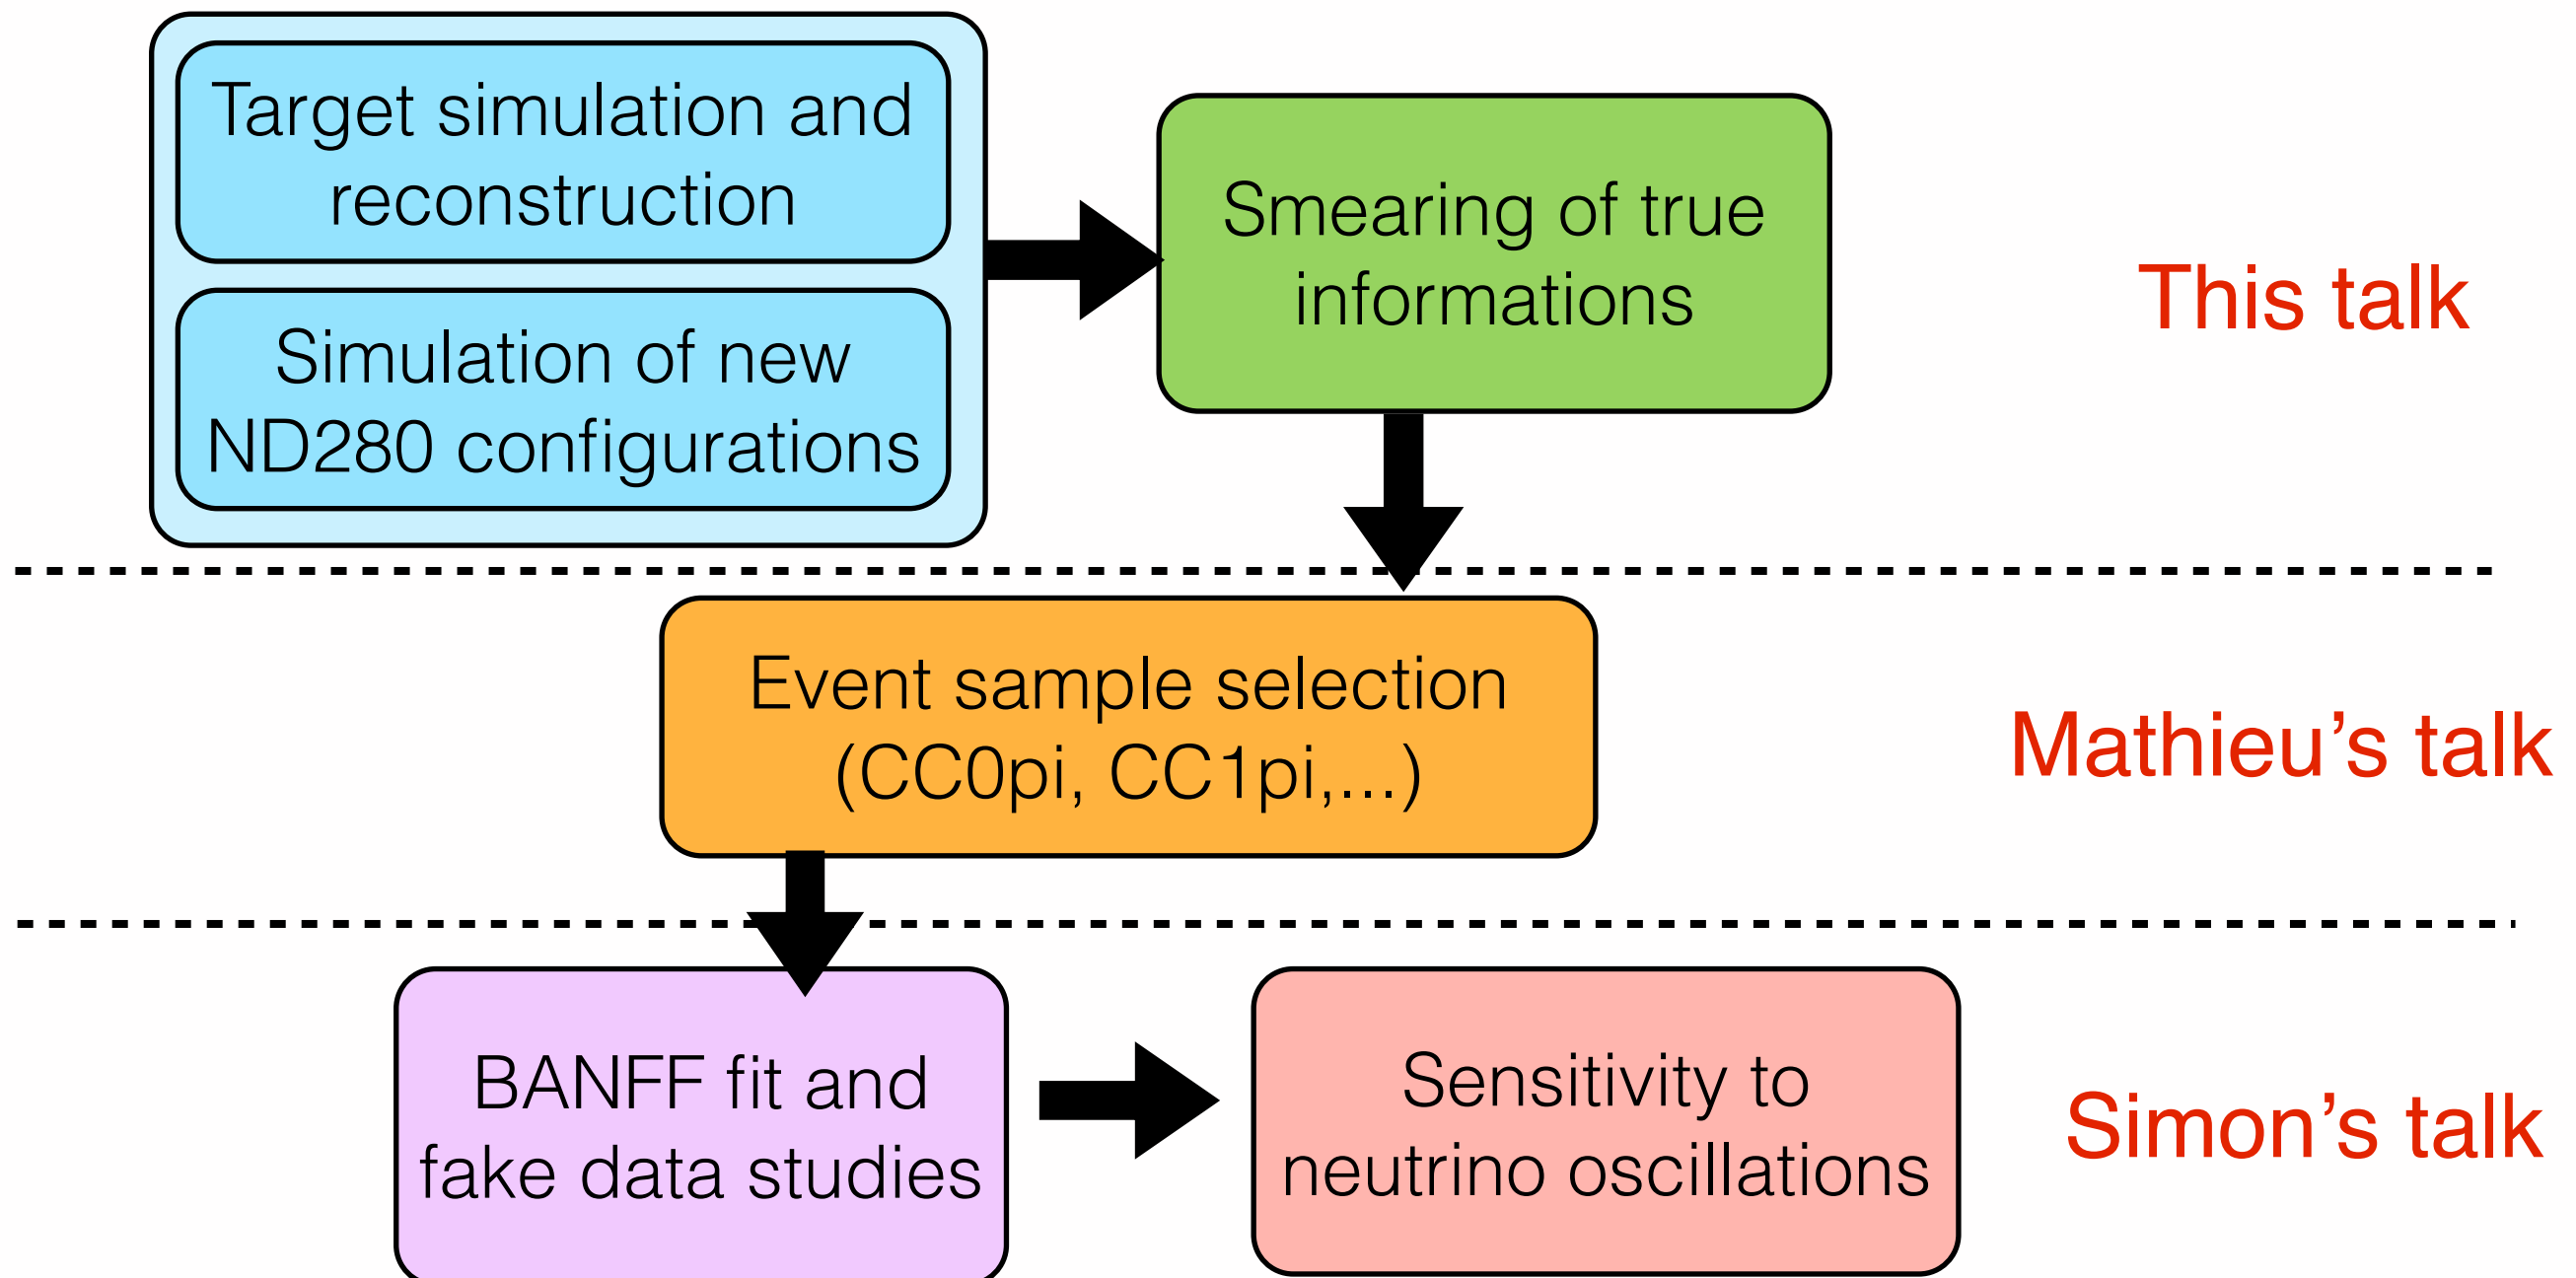 Target simulation and
reconstruction
Simulation of new
ND280 configurations
Smearing of true
informations
This talk
Event sample selection
(CC0pi, CC1pi,...)
Mathieu’s talk
BANFF fit and
fake data studies
Sensitivity to
neutrino oscillations
Simon’s talk